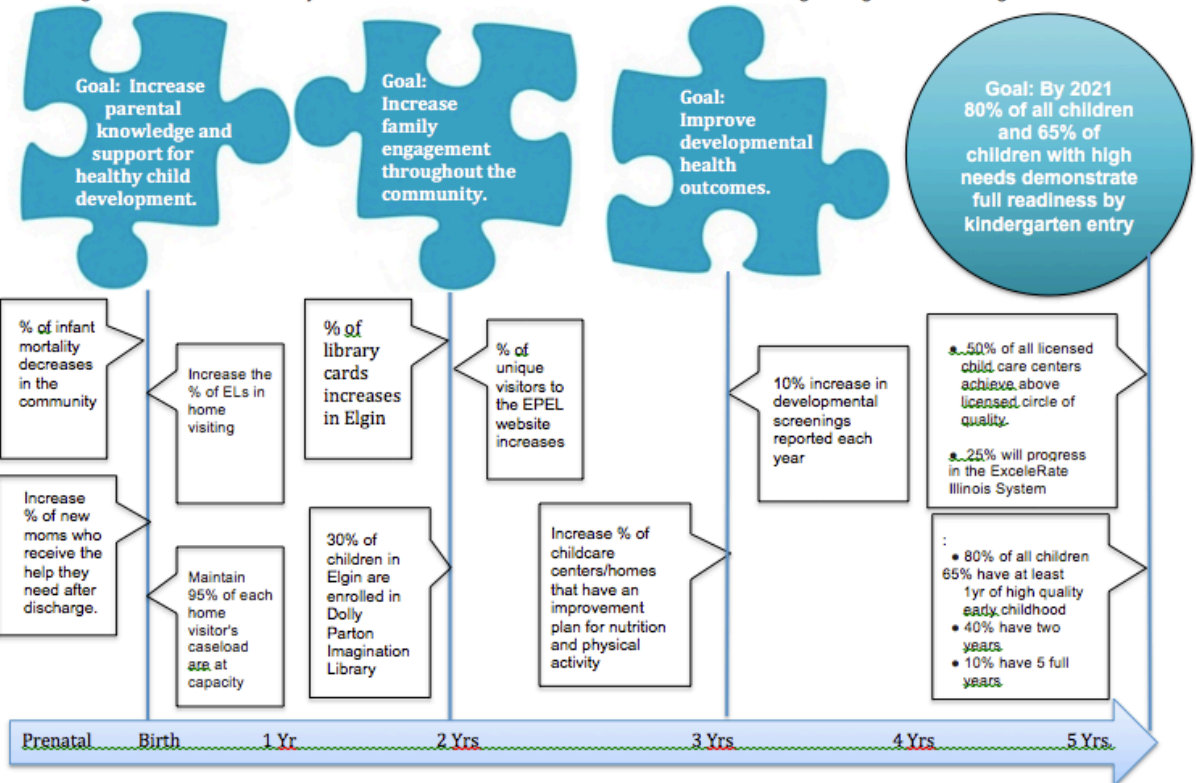 Goal: Increase
parental
knowledge and
support for
healthy child
development.
Goal:
Increase
family
engagement
throughout the
community.
Goal:
Improve
developmental
health
outcomes.
Goal: By 2021
80% of all children
and 65% of
children with high
needs demonstrate
full readiness by
kindergarten entry
% of infant
mortality
decreases
in the
community
Increase the
% of ELs in
home
visiting
% of
library
cards
increases
in Elgin
% of
unique
visitors to
the EPEL
website
increases
10% increase in
developmental
screenings
reported each
year
● 50% of all licensed
child care centers
achieve above
licensed circle of
quality.
● 25% will progress
in the ExceleRate
Illinois System
Increase
% of new
moms who
receive the
help they
need after
discharge.
Maintain
95% of each
home
visitor's
caseload
are at
capacity
30% of
children in
Elgin are
enrolled in
Dolly
Parton
Imagination
Library
Increase % of
childcare
centers/homes
that have an
improvement
plan for nutrition
and physical
activity
:
● 80% of all children
65% have at least
1yr of high quality
early childhood
● 40% have two
years
● 10% have 5 full
years
Prenatal Birth 1 Yr 2 Yrs 3 Yrs 4 Yrs 5 Yrs.